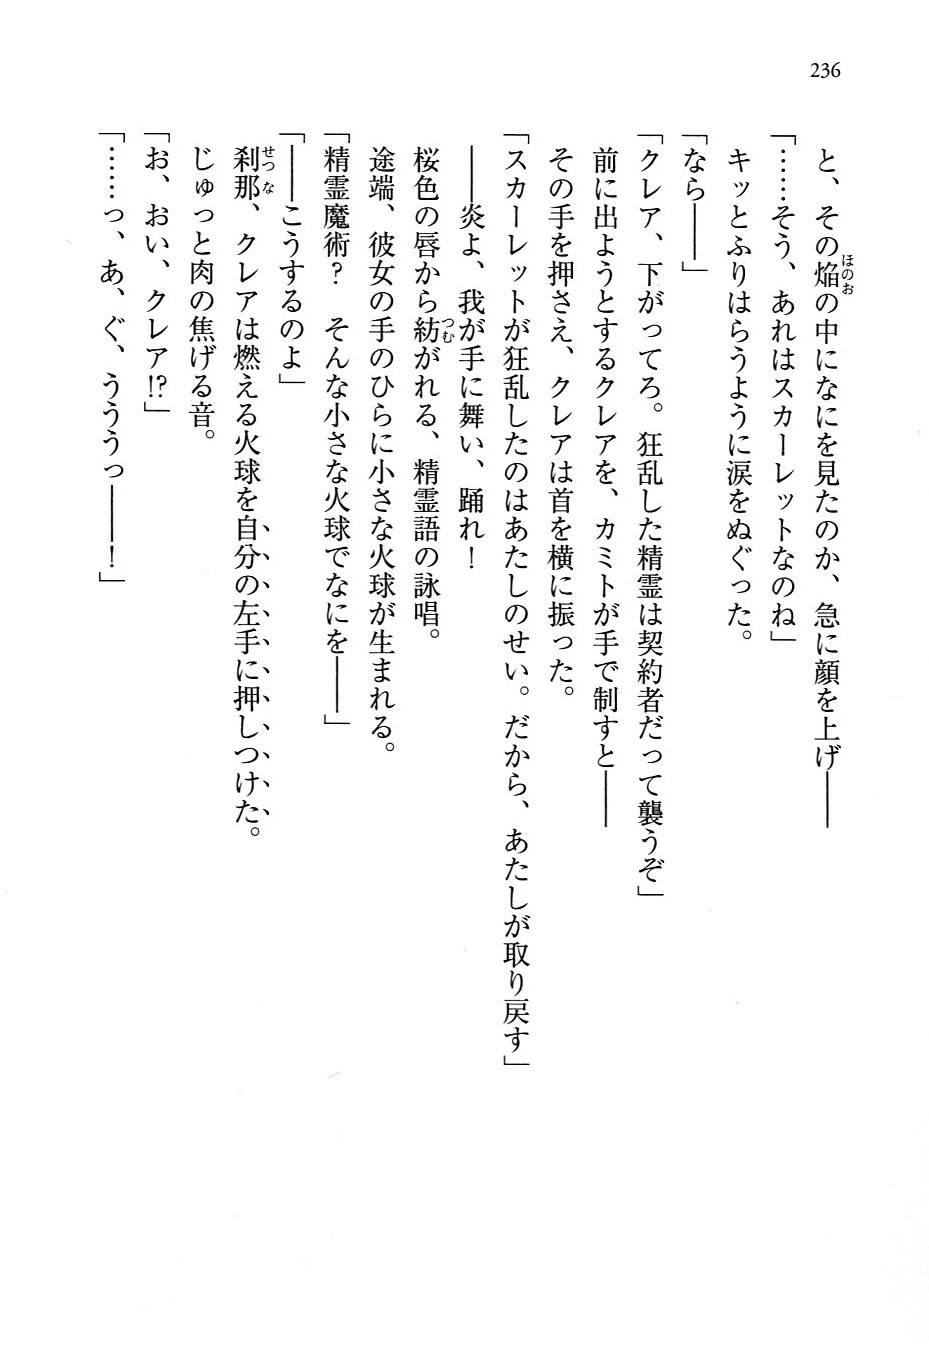 236
と、その焔の中になにを見たのか、急に顔を上げ――
「……そう、あれはスカーレットなのね」
キッとふりはらうように涙をぬぐった。
「なら――」
「クレア、下がってろ。狂乱した精霊は契約者だって襲うぞ」
前に出ようとするクレアを、カミトが手で制すと――
その手を押さえ、クレアは首を横に振った。
「スカーレットが狂乱したのはあたしのせい。だから、あたしが取り戻す」
――炎よ、我が手に舞い、踊れ！
桜色の唇から紡がれる、精霊語の詠唱。
途端、彼女の手のひらに小さな火球が生まれる。
「精霊魔術？　そんな小さな火球でなにを――」
「――こうするのよ」
刹那、クレアは燃える火球を自分の左手に押しつけた。
じゅっと肉の焦げる音。
「お、おい、クレア!?」
「……っ、あ、ぐ、うううっ――！」